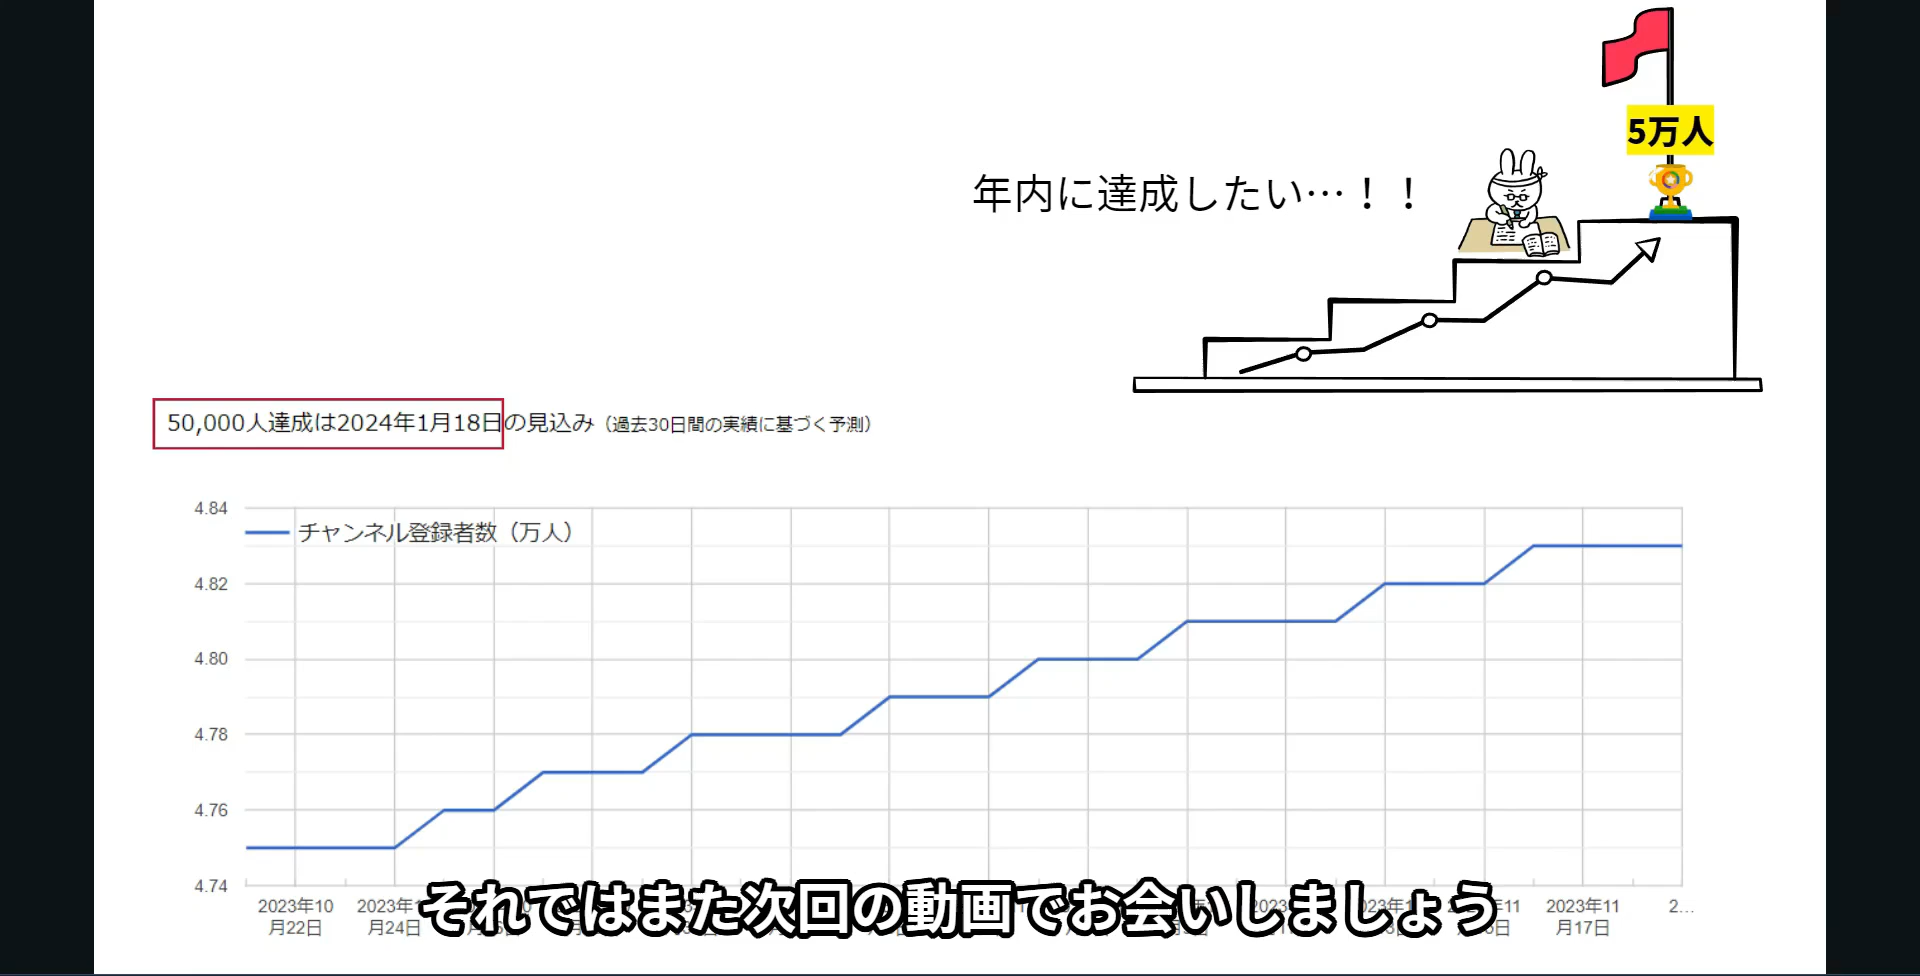 5万人
年内に達成したい…！！
50,000人達成は2024年1月18日の見込み（過去30日間の実績に基づく予測）
チャンネル登録者数（万人）
4.84
4.82
4.80
4.78
4.76
4.74
2023年10
月22日
月24日
2023年11
月17日
2...
それではまた次回の動画でお会いしましょう